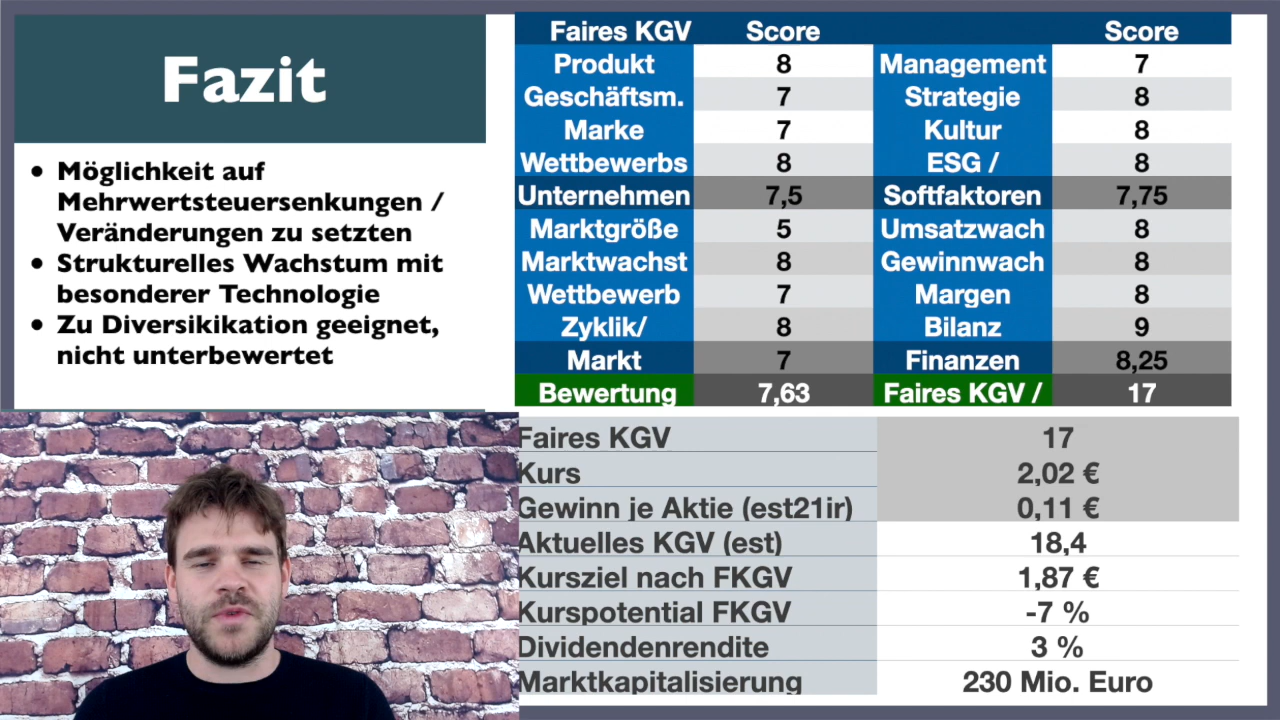 Fazit
• Möglichkeit auf
Mehrwertsteuersenkungen /
Veränderungen zu setzten
• Strukturelles Wachstum mit
besonderer Technologie
• Zu Diversikikation geeignet,
nicht unterbewertet
Faires KGV Score Score
Produkt 8 Management 7
Geschäftsm. 7 Strategie 8
Marke 7 Kultur 8
Wettbewerbs 8 ESG / 8
Unternehmen 7,5 Softfaktoren 7,75
Marktgröße 5 Umsatzwach 8
Marktwachst 8 Gewinnwach 8
Wettbewerb 7 Margen 8
Zyklik/ 8 Bilanz 9
Markt 7 Finanzen 8,25
Bewertung 7,63 Faires KGV / 17
Faires KGV 17
Kurs 2,02 €
Gewinn je Aktie (est21ir) 0,11 €
Aktuelles KGV (est) 18,4
Kursziel nach FKGV 1,87 €
Kurspotential FKGV -7 %
Dividendenrendite 3 %
Marktkapitalisierung 230 Mio. Euro